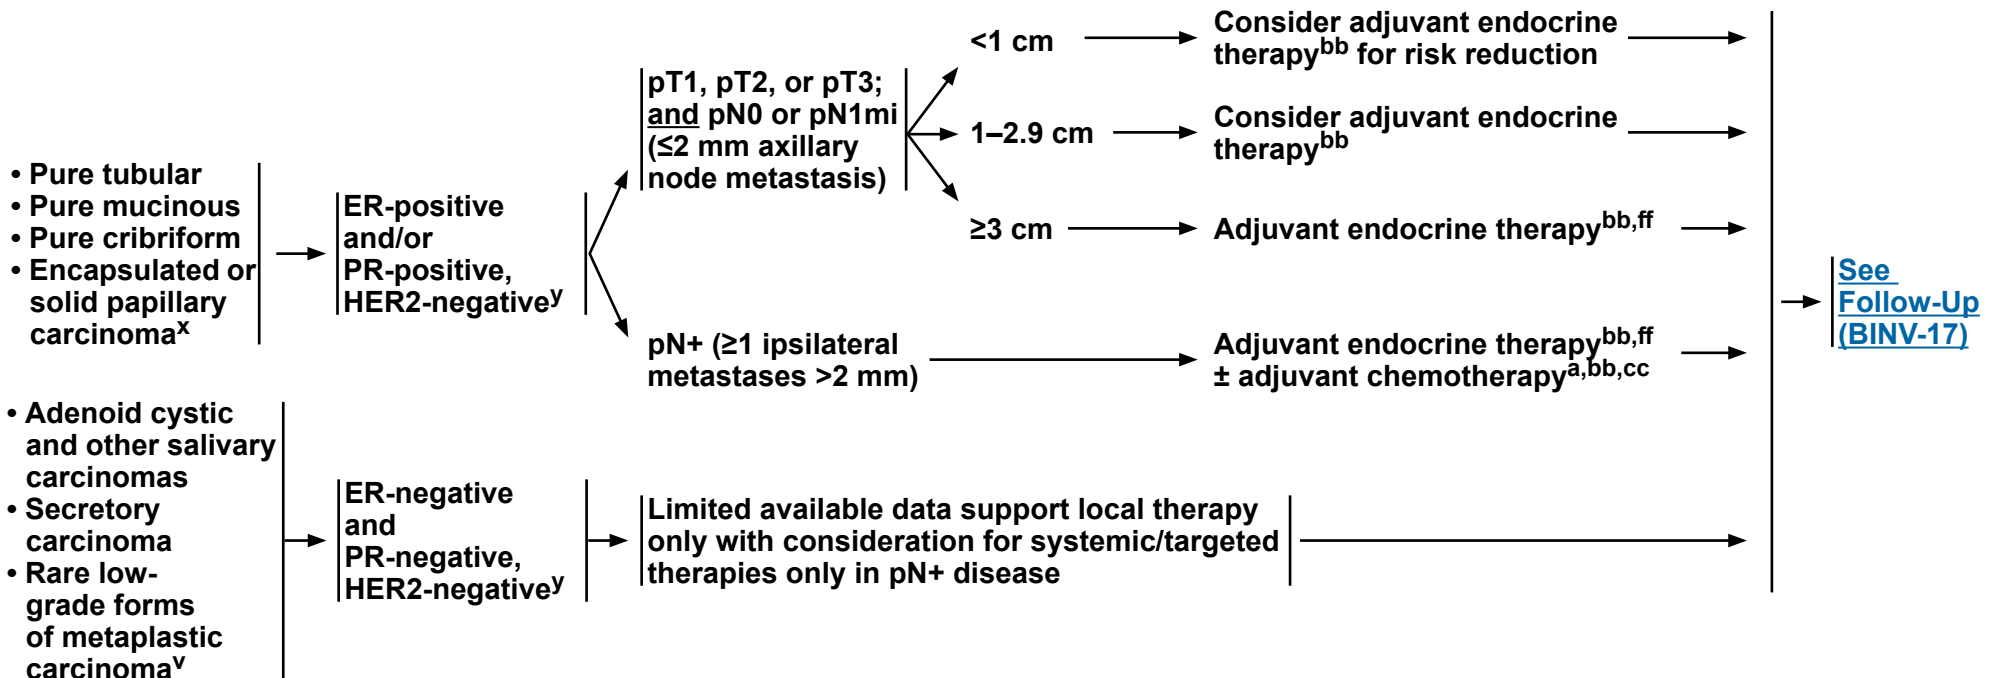 • Pure tubular
• Pure mucinous
• Pure cribriform
• Encapsulated or
solid papillary
carcinomaˣ
ER-positive
and/or
PR-positive,
HER2-negativeʸ
pT1, pT2, or pT3;
and pN0 or pN1mi
(≤2 mm axillary
node metastasis)
<1 cm
Consider adjuvant endocrine
therapyᵇᵇ for risk reduction
1–2.9 cm
Consider adjuvant endocrine
therapyᵇᵇ
≥3 cm
Adjuvant endocrine therapyᵇᵇ,ᶠᶠ
pN+ (≥1 ipsilateral
metastases >2 mm)
Adjuvant endocrine therapyᵇᵇ,ᶠᶠ
± adjuvant chemotherapyᵃ,ᵇᵇ,ᶜᶜ
• Adenoid cystic
and other salivary
carcinomas
• Secretory
carcinoma
• Rare low-
grade forms
of metaplastic
carcinomaᵛ
ER-negative
and
PR-negative,
HER2-negativeʸ
Limited available data support local therapy
only with consideration for systemic/targeted
therapies only in pN+ disease
See
Follow-Up
(BINV-17)